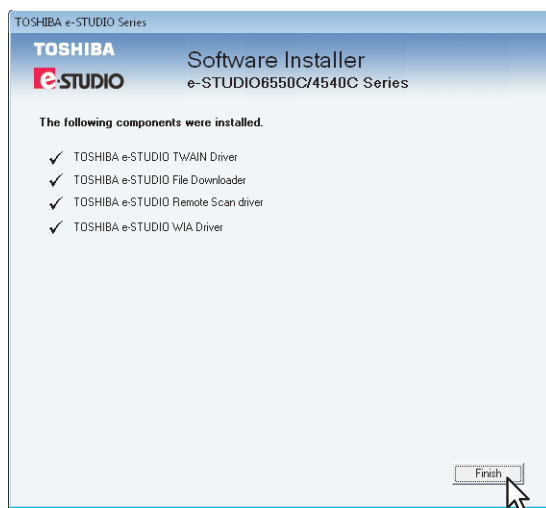 TOSHIBA e-STUDIO Series
TOSHIBA
e-STUDIO
Software Installer
e-STUDIO6550C/4540C Series
The following components were installed.
TOSHIBA e-STUDIO TWAIN Driver
TOSHIBA e-STUDIO File Downloader
TOSHIBA e-STUDIO Remote Scan driver
TOSHIBA e-STUDIO WIA Driver
Finish